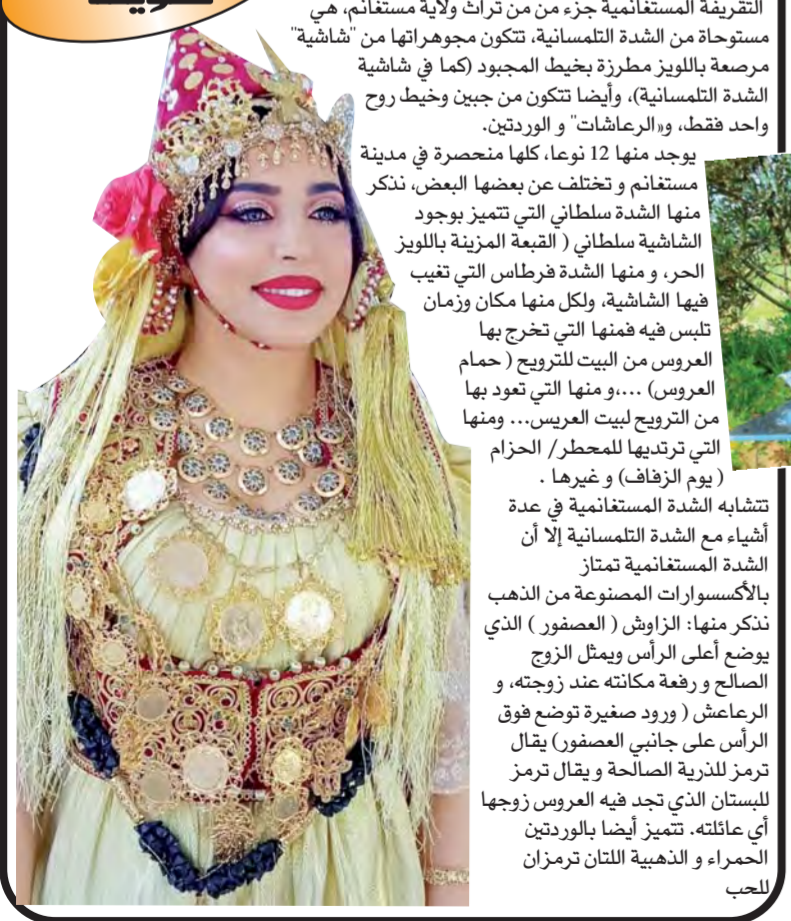 التقريفة المستغانمية جزء من من تراث ولاية مستغانم، هي
مستوحاة من الشدة التلمسانية، تتكون مجوهراتها من "شاشية"
مرصعة باللويز مطرزة بخيط المجبود (كما في شاشية
الشدة التلمسانية)، وأيضا تتكون من جبين وخيط روح
واحد فقط، و«الرعاشات" و الوردتين.
يوجد منها 12 نوعا، كلها منحصرة في مدينة
مستغانم و تختلف عن بعضها البعض، نذكر
منها الشدة سلطاني التي تتميز بوجود
الشاشية سلطاني ( القبعة المزينة باللويز
الحر، و منها الشدة فرطاس التي تغيب
فيها الشاشية، ولكل منها مكان وزمان
تلبس فيه فمنها التي تخرج بها
العروس من البيت للترويح ( حمام
العروس) ...،و منها التي تعود بها
من الترويح لبيت العريس... ومنها
التي ترتديها للمحطر/ الحزام
( يوم الزفاف) و غيرها .
تتشابه الشدة المستغانمية في عدة
أشياء مع الشدة التلمسانية إلا أن
الشدة المستغانمية تمتاز
بالأكسسوارات المصنوعة من الذهب
نذكر منها: الزاوش ( العصفور ) الذي
يوضع أعلى الرأس ويمثل الزوج
الصالح و رفعة مكانته عند زوجته، و
الرعاعش ( ورود صغيرة توضع فوق
الرأس على جانبي العصفور) يقال
ترمز للذرية الصالحة و يقال ترمز
للبستان الذي تجد فيه العروس زوجها
أي عائلته. تتميز أيضا بالوردتين
الحمراء و الذهبية اللتان ترمزان
للحب